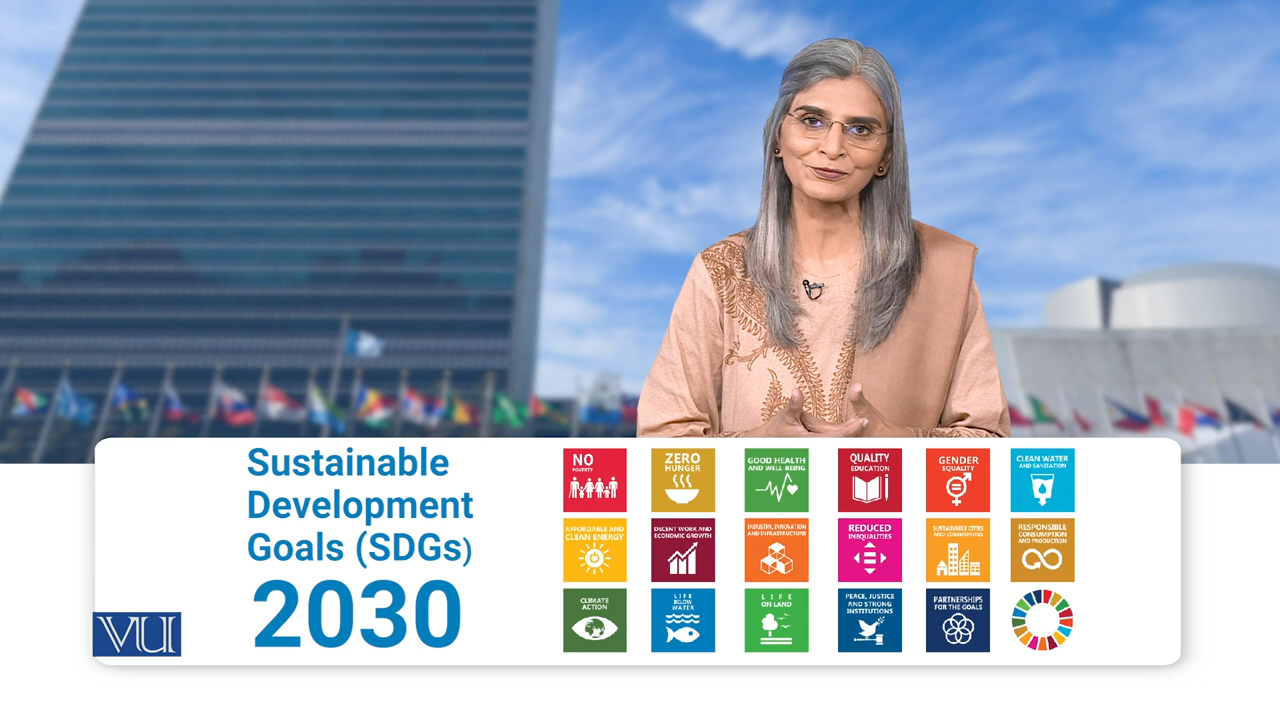 Sustainable
Development
Goals (SDGs)
2030
NO
POVERTY
ZERO
HUNGER
GOOD HEALTH
AND WELL-BEING
QUALITY
EDUCATION
GENDER
EQUALITY
CLEAN WATER
AND SANITATION
AFFORDABLE AND
CLEAN ENERGY
DECENT WORK AND
ECONOMIC GROWTH
INDUSTRY, INNOVATION
AND INFRASTRUCTURE
REDUCED
INEQUALITIES
SUSTAINABLE CITIES
AND COMMUNITIES
RESPONSIBLE
CONSUMPTION
AND PRODUCTION
CLIMATE
ACTION
LIFE
BELOW
WATER
LIFE
ON LAND
PEACE, JUSTICE
AND STRONG
INSTITUTIONS
PARTNERSHIPS
FOR THE GOALS
VU